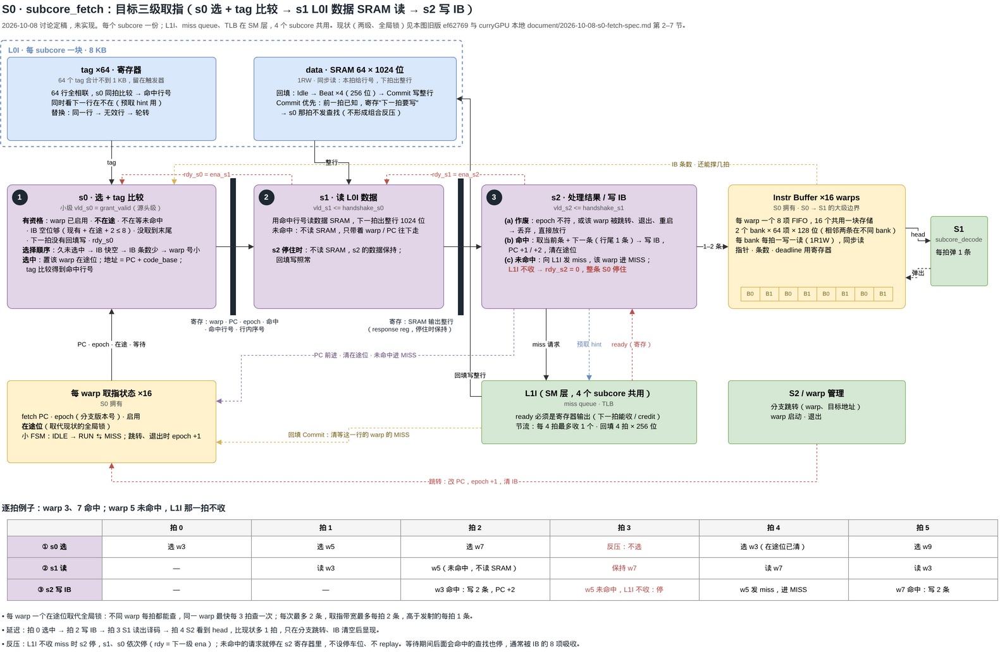 S0 · subcore_fetch：目标三级取指（s0 选 + tag 比较 → s1 L0I 数据 SRAM 读 → s2 写 IB）
2026-10-08 讨论定稿，未实现。每个 subcore 一份；L1I、miss queue、TLB 在 SM 层，4 个 subcore 共用。现状（两级、全局锁）见本图旧版 ef62769 与 curryGPU 本地 document/2026-10-08-s0-fetch-spec.md 第 2–7 节。
L0I · 每 subcore 一块 · 8 KB
tag ×64 · 寄存器
64 个 tag 合计不到 1 KB，留在触发器
64 行全相联，s0 同拍比较 → 命中行号
同时看下一行在不在（预取 hint 用）
替换：同一行 → 无效行 → 轮转
data · SRAM 64 × 1024 位
1RW · 同步读：本拍给行号，下拍出整行
回填：Idle → Beat ×4（256 位）→ Commit 写整行
Commit 优先：前一拍已知，寄存"下一拍要写"
→ s0 那拍不发查找（不形成组合反压）
tag
整行
IB 条数 · 还能撑几拍
rdy_s0 = ena_s1
rdy_s1 = ena_s2
1
s0 · 选 + tag 比较
小级 vld_s0 = grant_valid（源头级）
有资格：warp 已启用 · 不在途 · 不在等未命中
· IB 空位够（现有 + 在途 + 2 ≤ 8）· 没取到末尾
· 下一拍没有回填写 · rdy_s0
选择顺序：久未选中 → IB 快空 → IB 条数少 → warp 号小
选中：置该 warp 在途位；地址 = PC + code_base；
tag 比较得到命中行号
2
s1 · 读 L0I 数据
vld_s1 <= handshake_s0
用命中行号读数据 SRAM，下一拍出整行 1024 位
未命中：不读 SRAM，只带着 warp / PC 往下走
s2 停住时：不读 SRAM，s2 的数据保持；
回填写照常
3
s2 · 处理结果 / 写 IB
vld_s2 <= handshake_s1
(a) 作废：epoch 不符，或该 warp 被跳转、退出、重启
→ 丢弃，直接放行
(b) 命中：取当前条 + 下一条（行尾 1 条）→ 写 IB，
PC +1 / +2，清在途位
(c) 未命中：向 L1I 发 miss，该 warp 进 MISS；
L1I 不收 → rdy_s2 = 0，整条 S0 停住
1–2 条
Instr Buffer ×16 warps
S0 拥有 · S0 → S1 的大级边界
每 warp 一个 8 项 FIFO，16 个共用一块存储
2 个 bank × 64 项 × 128 位（相邻两条在不同 bank）
每 bank 每拍一写一读（1R1W），同步读
指针 · 条数 · deadline 用寄存器
B0 B1 B0 B1 B0 B1 B0 B1
head
弹出
S1
subcore_decode
每拍弹 1 条
寄存：warp · PC · epoch · 命中
· 命中行号 · 行内序号
寄存：SRAM 输出整行
（response reg，停住时保持）
PC · epoch · 在途 · 等待
miss 请求
预取 hint
ready（寄存）
PC 前进 · 清在途位 · 未命中进 MISS
回填写整行
每 warp 取指状态 ×16
S0 拥有
fetch PC · epoch（分支版本号）· 启用
在途位（取代现状的全局锁）
小 FSM：IDLE → RUN ⇆ MISS；跳转、退出时 epoch +1
回填 Commit：清等这一行的 warp 的 MISS
L1I（SM 层，4 个 subcore 共用）
miss queue · TLB
ready 必须是寄存器输出（下一拍能收 / credit）
节流：每 4 拍最多收 1 个 · 回填 4 拍 × 256 位
S2 / warp 管理
分支跳转（warp、目标地址）
warp 启动 · 退出
跳转：改 PC，epoch +1，清 IB
逐拍例子：warp 3、7 命中；warp 5 未命中，L1I 那一拍不收
拍 0 拍 1 拍 2 拍 3 拍 4 拍 5
① s0 选 选 w3 选 w5 选 w7 反压：不选 选 w3（在途位已清） 选 w9
② s1 读 — 读 w3 w5（未命中，不读 SRAM） 保持 w7 读 w7 读 w3
③ s2 写 IB — — w3 命中：写 2 条，PC +2 w5 未命中，L1I 不收：停 w5 发 miss，进 MISS w7 命中：写 2 条
• 每 warp 一个在途位取代全局锁：不同 warp 每拍都能查，同一 warp 最快每 3 拍查一次；每次最多 2 条，取指带宽最多每拍 2 条，高于发射的每拍 1 条。
• 延迟：拍 0 选中 → 拍 2 写 IB → 拍 3 S1 读出译码 → 拍 4 S2 看到 head，比现状多 1 拍，只在分支跳转、IB 清空后显现。
• 反压：L1I 不收 miss 时 s2 停，s1、s0 依次停（rdy = 下一级 ena）；未命中的请求就停在 s2 寄存器里，不设停车位、不 replay。等待期间后面会命中的查找也停，通常被 IB 的 8 项吸收。